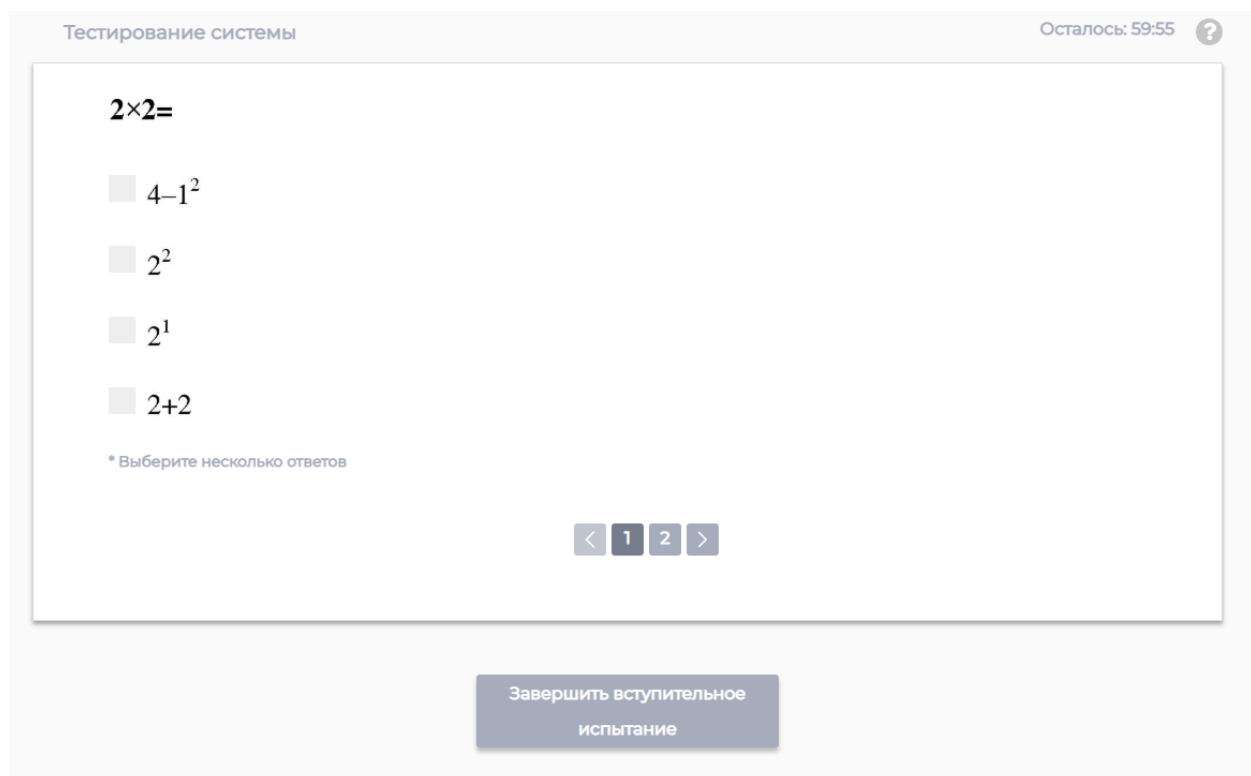 Тестирование системы
Осталось: 59:55
?
2×2=
4–1²
2²
2¹
2+2
* Выберите несколько ответов
< 1 2 >
Завершить вступительное
испытание